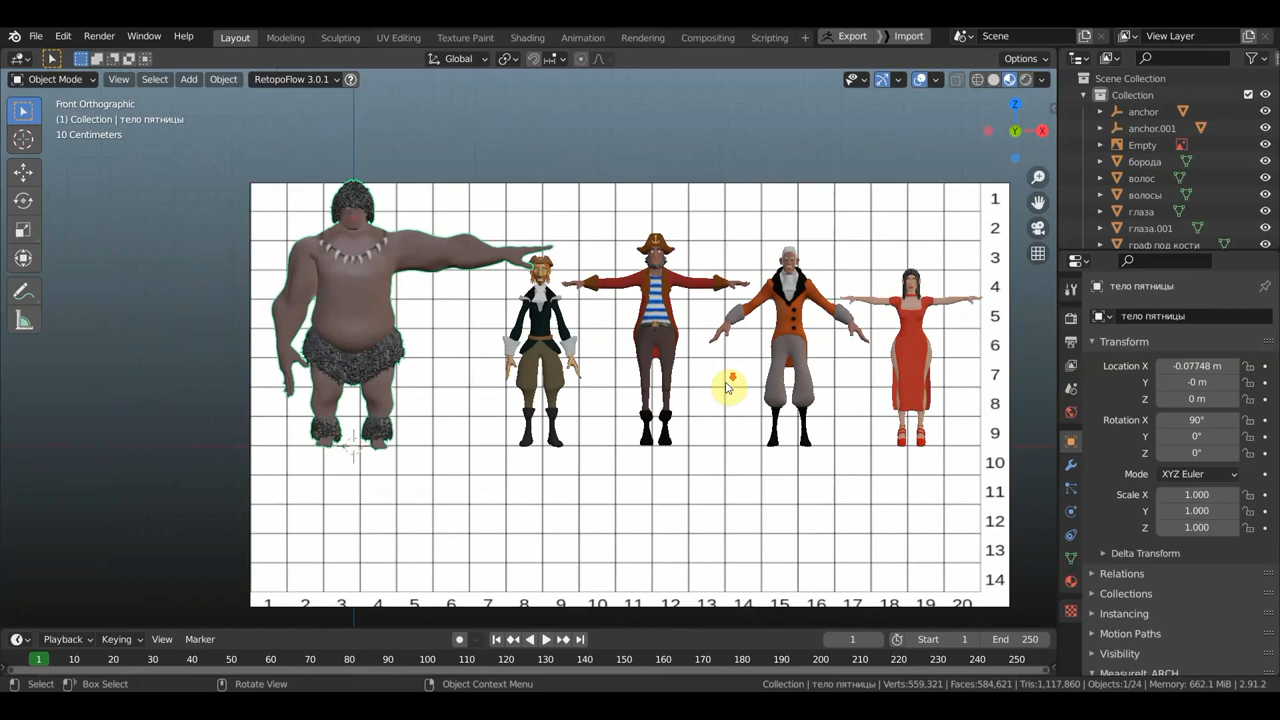 File Edit Render Window Help Layout Modeling Sculpting UV Editing Texture Paint Shading Animation Rendering Compositing Scripting + Export Import Scene View Layer
Global Options
Object Mode View Select Add Object RetopoFlow 3.0.1
Front Orthographic
(1) Collection | тело пятницы
10 Centimeters
Z
Y
X
1
2
3
4
5
6
7
8
9
10
11
12
13
14
1 2 3 4 5 6 7 8 9 10 11 12 13 14 15 16 17 18 19 20
Scene Collection
Collection
anchor
anchor.001
Empty
борода
волос
волосы
глаза
глаза.001
граф под кости
тело пятницы
тело пятницы
Transform
Location X -0.07748 m
Y -0 m
Z 0 m
Rotation X 90°
Y 0°
Z 0°
Mode XYZ Euler
Scale X 1.000
Y 1.000
Z 1.000
Delta Transform
Relations
Collections
Instancing
Motion Paths
Visibility
MeasureIt_ARCH
Playback Keying View Marker 1 Start 1 End 250
1 10 20 30 40 50 60 70 80 90 100 110 120 130 140 150 160 170 180 190 200 210 220 230 240 250
Select Box Select Rotate View Object Context Menu Collection | тело пятницы | Verts:559,321 | Faces:584,621 | Tris:1,117,860 | Objects:1/24 | Memory: 662.1 MiB | 2.91.2